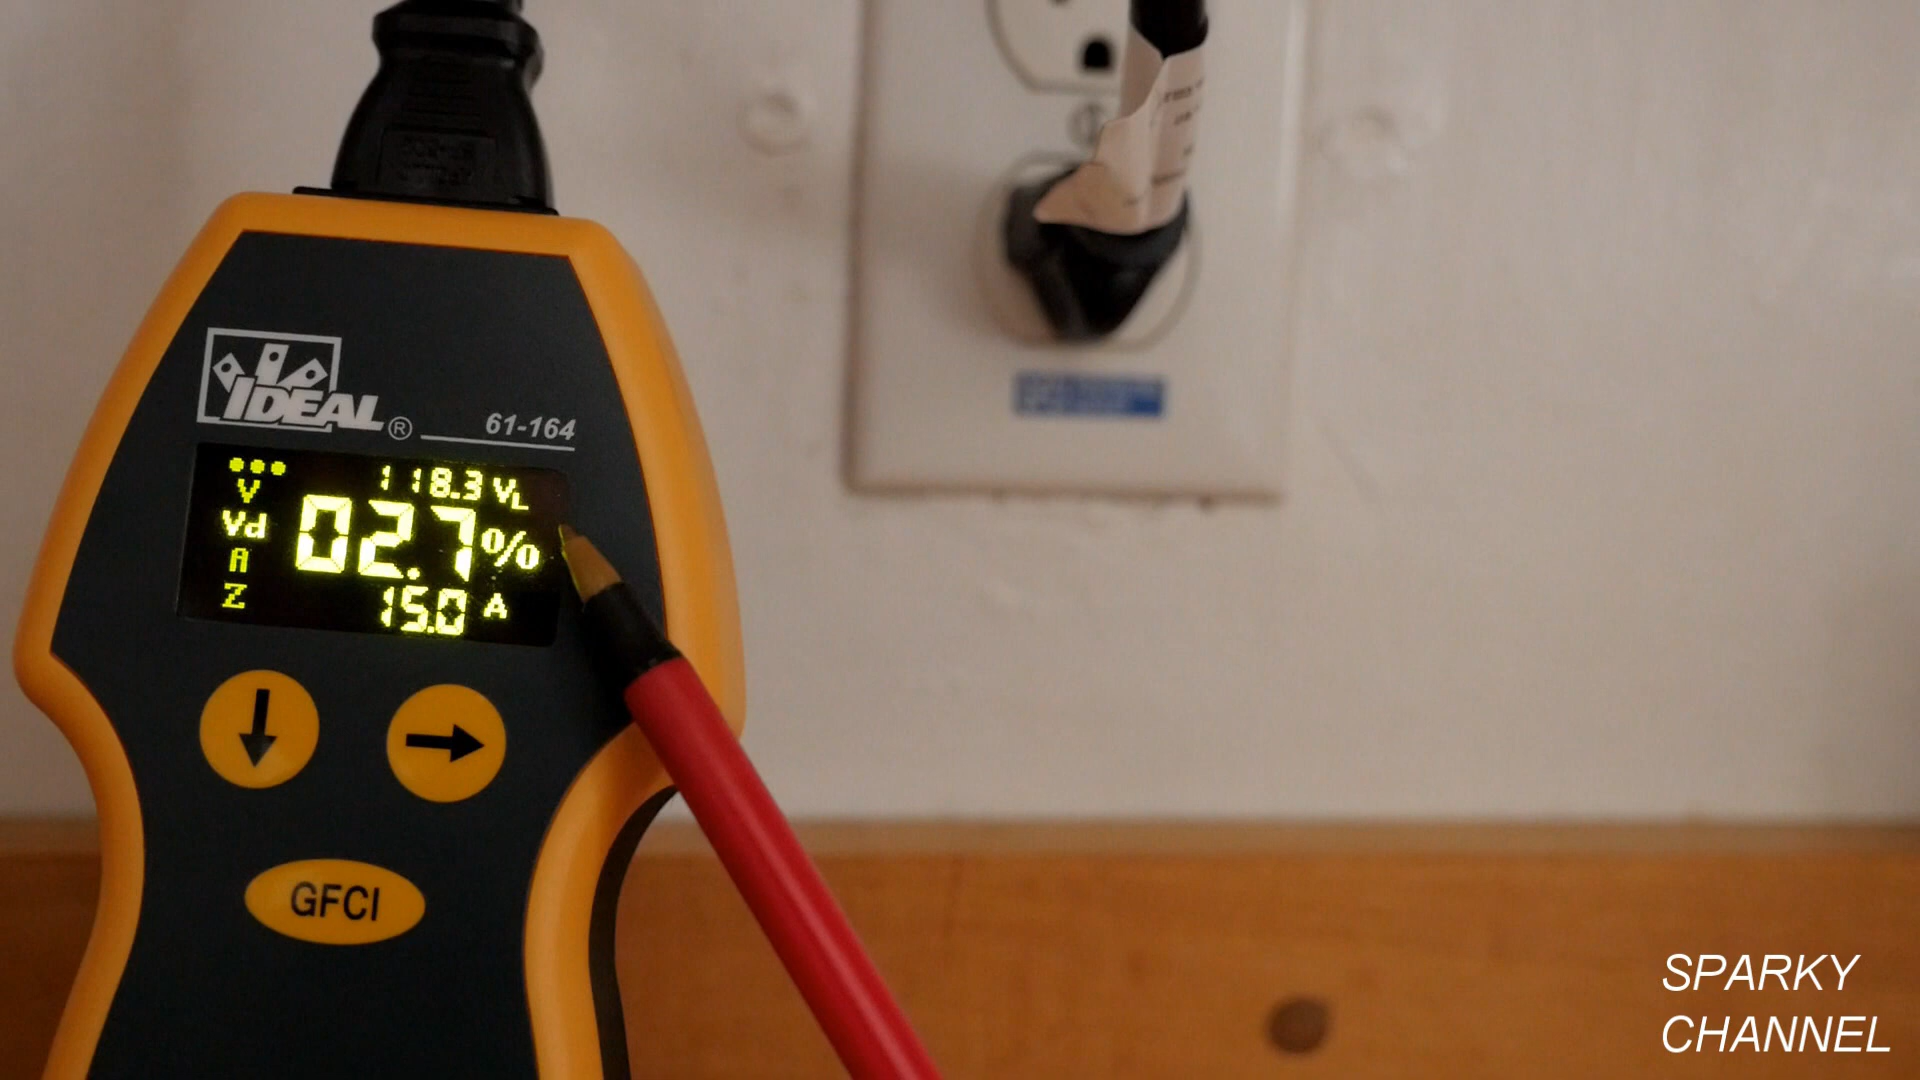 IDEAL®
61-164
118.3 VL
V
Vd
02.7%
A
15.0 A
Z
GFCI
SPARKY
CHANNEL